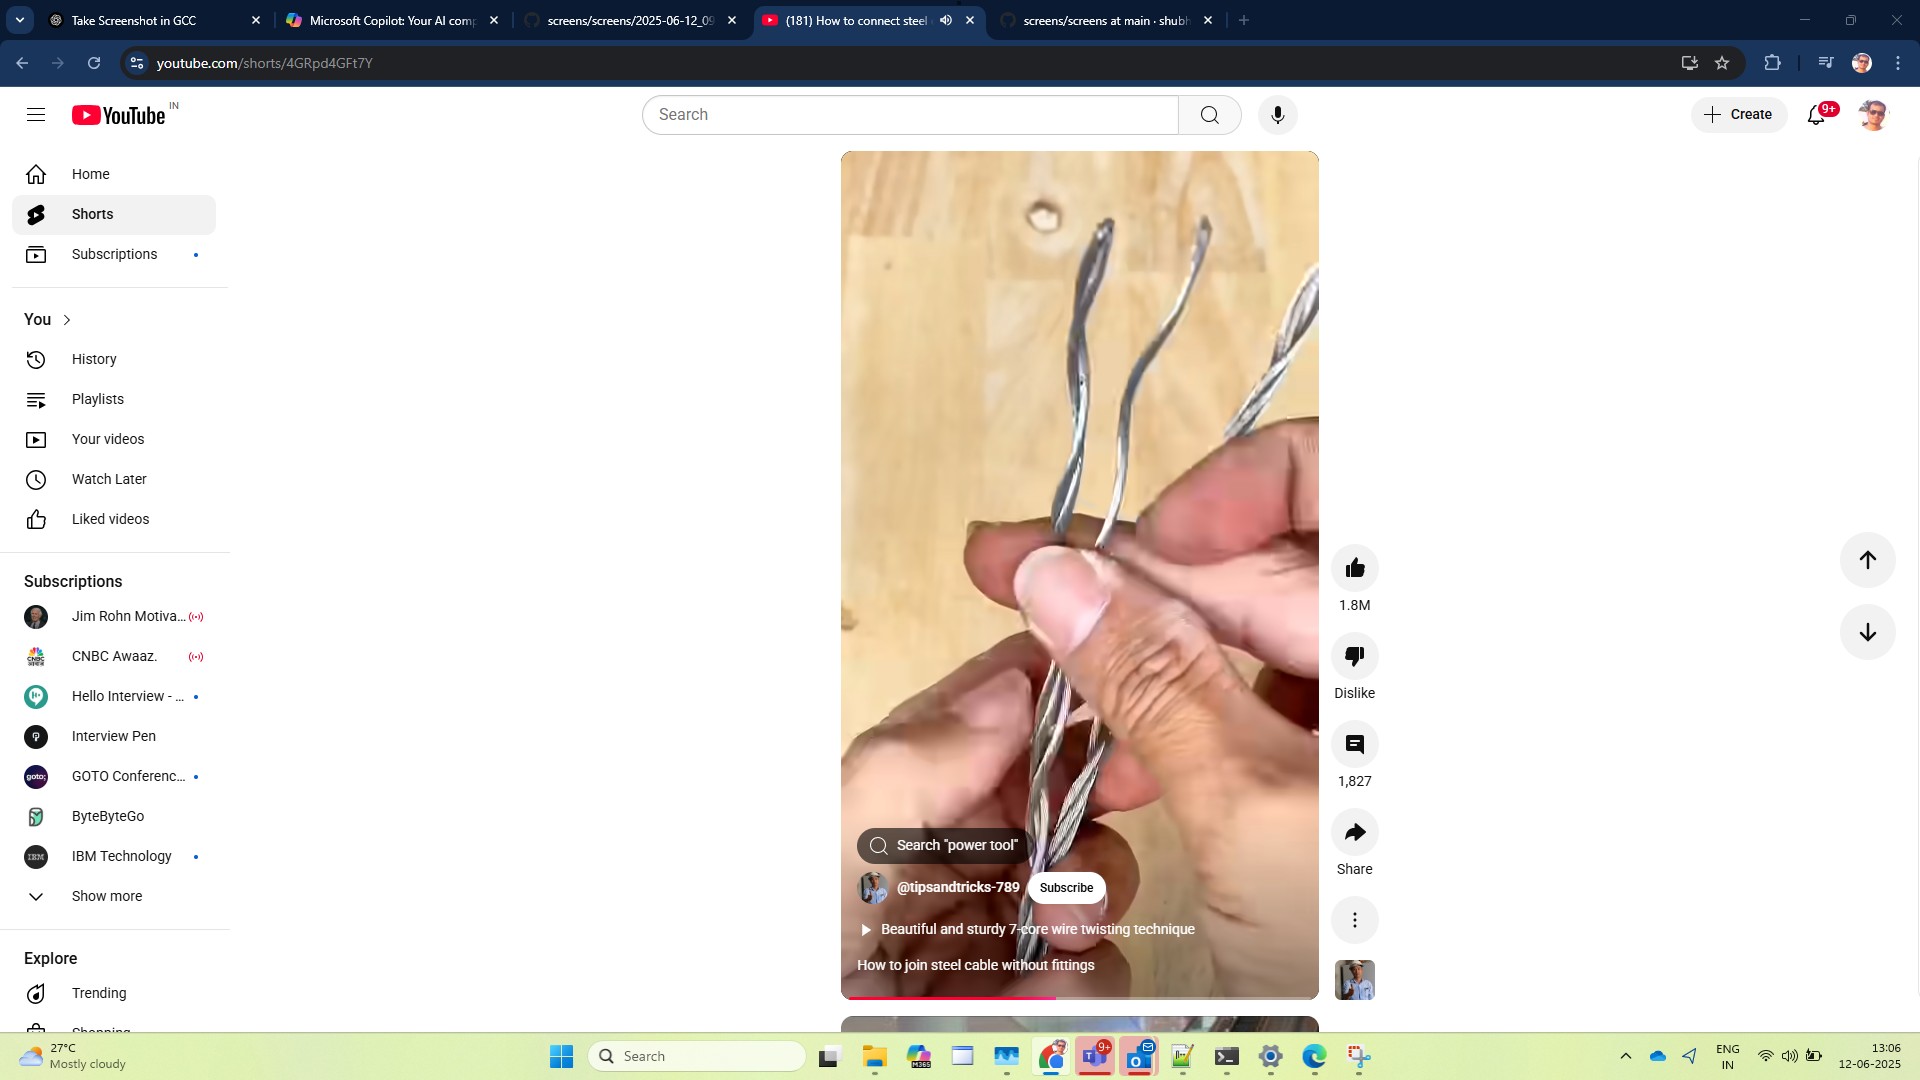 Take Screenshot in GCC
Microsoft Copilot: Your AI comp
screens/screens/2025-06-12_09
(181) How to connect steel
screens/screens at main · shubh
youtube.com/shorts/4GRpd4GFt7Y
YouTube IN
Search
Create
9+
Home
Shorts
Subscriptions
You
History
Playlists
Your videos
Watch Later
Liked videos
Subscriptions
Jim Rohn Motiva...
CNBC Awaaz.
Hello Interview - ...
Interview Pen
GOTO Conferenc...
ByteByteGo
IBM Technology
Show more
Explore
Trending
Shopping
Search "power tool"
@tipsandtricks-789
Subscribe
Beautiful and sturdy 7-core wire twisting technique
How to join steel cable without fittings
1.8M
Dislike
1,827
Share
27°C
Mostly cloudy
Search
M365
9+
ENG
IN
13:06
12-06-2025